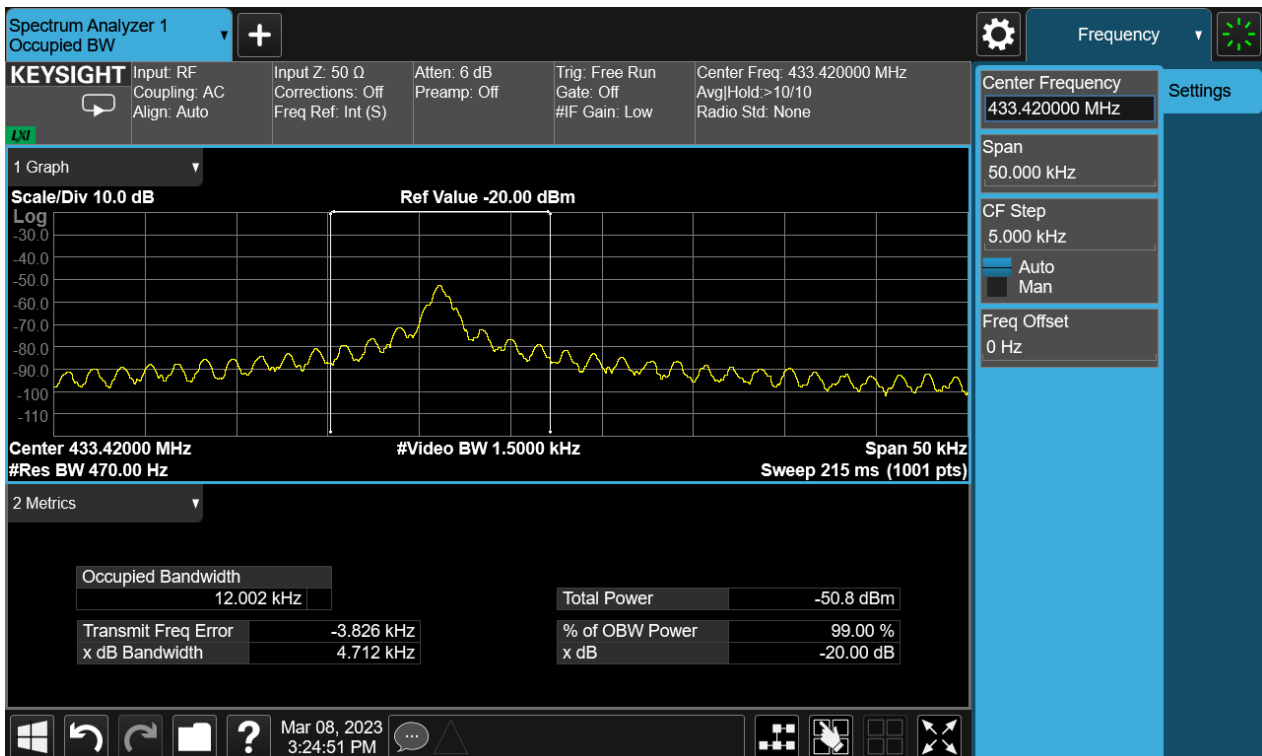 Spectrum Analyzer 1
Occupied BW
+
Frequency
KEYSIGHT
Input: RF
Coupling: AC
Align: Auto
Input Z: 50 Ω
Corrections: Off
Freq Ref: Int (S)
Atten: 6 dB
Preamp: Off
Trig: Free Run
Gate: Off
#IF Gain: Low
Center Freq: 433.420000 MHz
Avg|Hold:>10/10
Radio Std: None
LXI
Center Frequency
433.420000 MHz
Settings
Span
50.000 kHz
CF Step
5.000 kHz
Auto
Man
Freq Offset
0 Hz
1 Graph
Scale/Div 10.0 dB
Ref Value -20.00 dBm
Log
-30.0
-40.0
-50.0
-60.0
-70.0
-80.0
-90.0
-100
-110
Center 433.42000 MHz
#Video BW 1.5000 kHz
Span 50 kHz
#Res BW 470.00 Hz
Sweep 215 ms (1001 pts)
2 Metrics
Occupied Bandwidth
12.002 kHz
Total Power -50.8 dBm
Transmit Freq Error -3.826 kHz
% of OBW Power 99.00 %
x dB Bandwidth 4.712 kHz
x dB -20.00 dB
?
Mar 08, 2023
3:24:51 PM